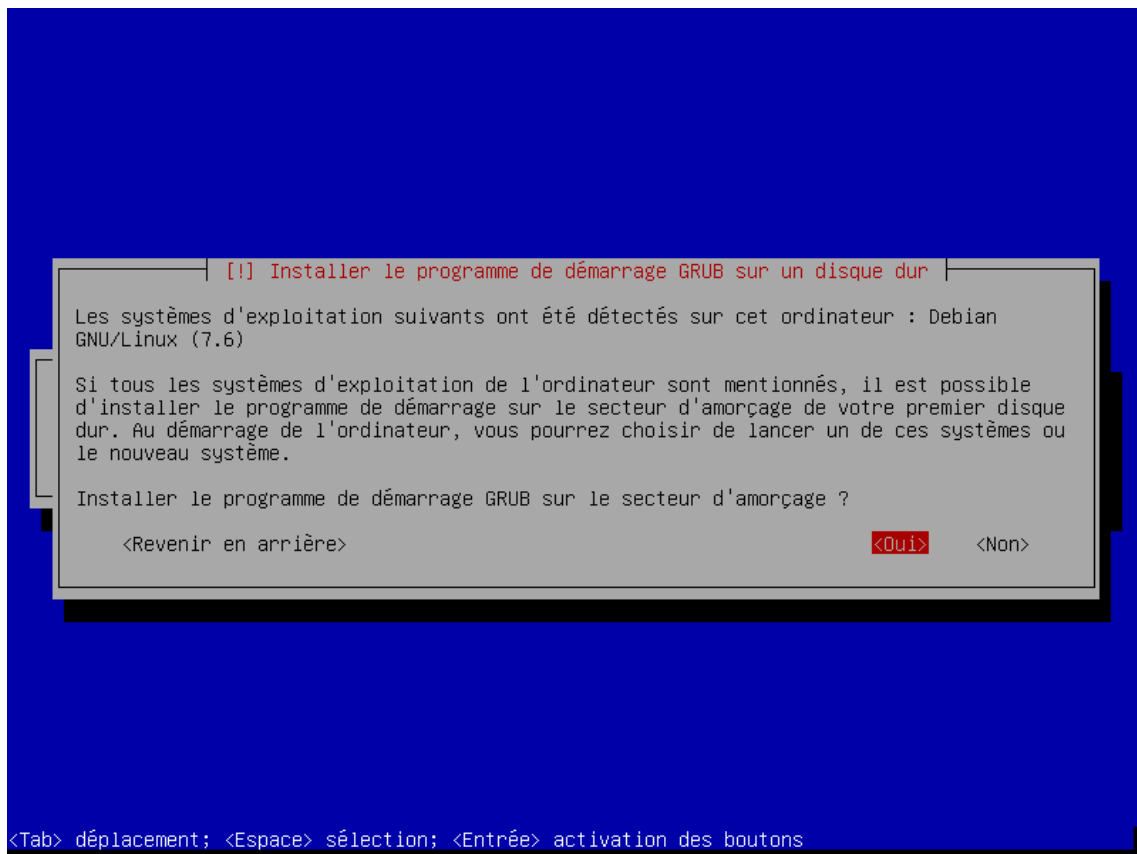 [!] Installer le programme de démarrage GRUB sur un disque dur
Les systèmes d'exploitation suivants ont été détectés sur cet ordinateur : Debian
GNU/Linux (7.6)
Si tous les systèmes d'exploitation de l'ordinateur sont mentionnés, il est possible
d'installer le programme de démarrage sur le secteur d'amorçage de votre premier disque
dur. Au démarrage de l'ordinateur, vous pourrez choisir de lancer un de ces systèmes ou
le nouveau système.
Installer le programme de démarrage GRUB sur le secteur d'amorçage ?
<Revenir en arrière> <Oui> <Non>
<Tab> déplacement; <Espace> sélection; <Entrée> activation des boutons